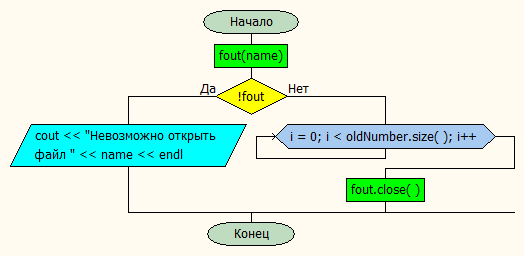 Начало
fout(name)
Да
!fout
Нет
cout << "Невозможно открыть
файл " << name << endl
i = 0; i < oldNumber.size( ); i++
fout.close( )
Конец